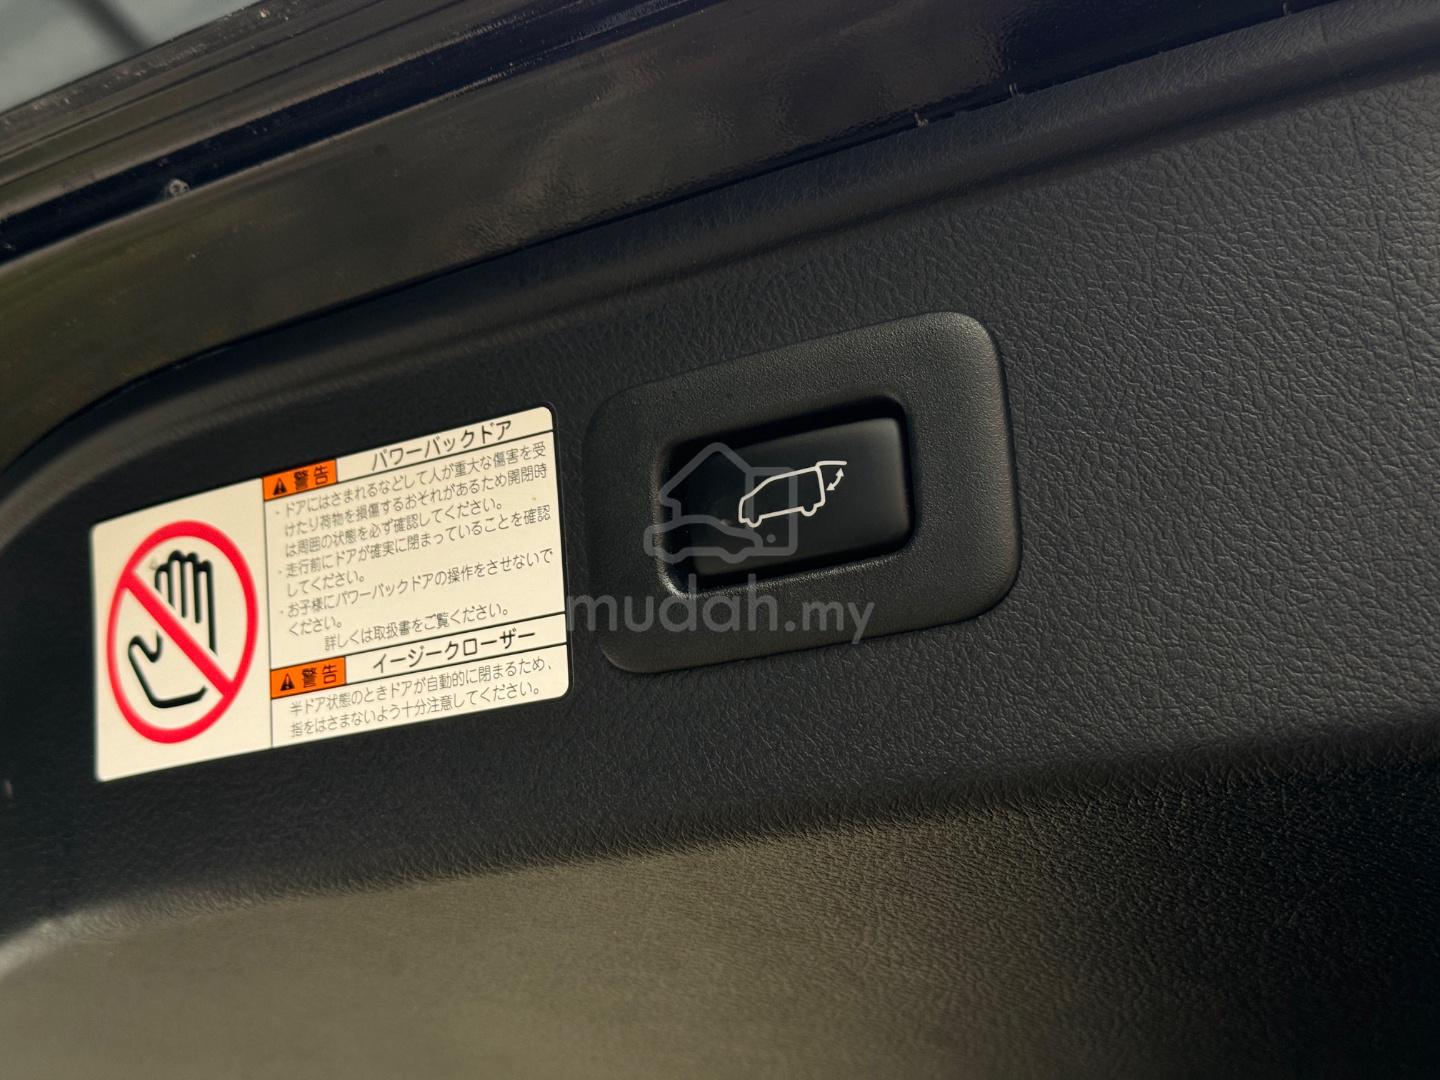 警告 パワーバックドア
・ドアにはさまれるなどして人が重大な傷害を受
けたり荷物を損傷するおそれがあるため開閉時
は周囲の状態を必ず確認してください。
・走行前にドアが確実に閉まっていることを確認
してください。
・お子様にパワーバックドアの操作をさせないで
ください。
詳しくは取扱書をご覧ください。
警告 イージークローザー
半ドア状態のときドアが自動的に閉まるため、
指をはさまないよう十分注意してください。
mudah.my